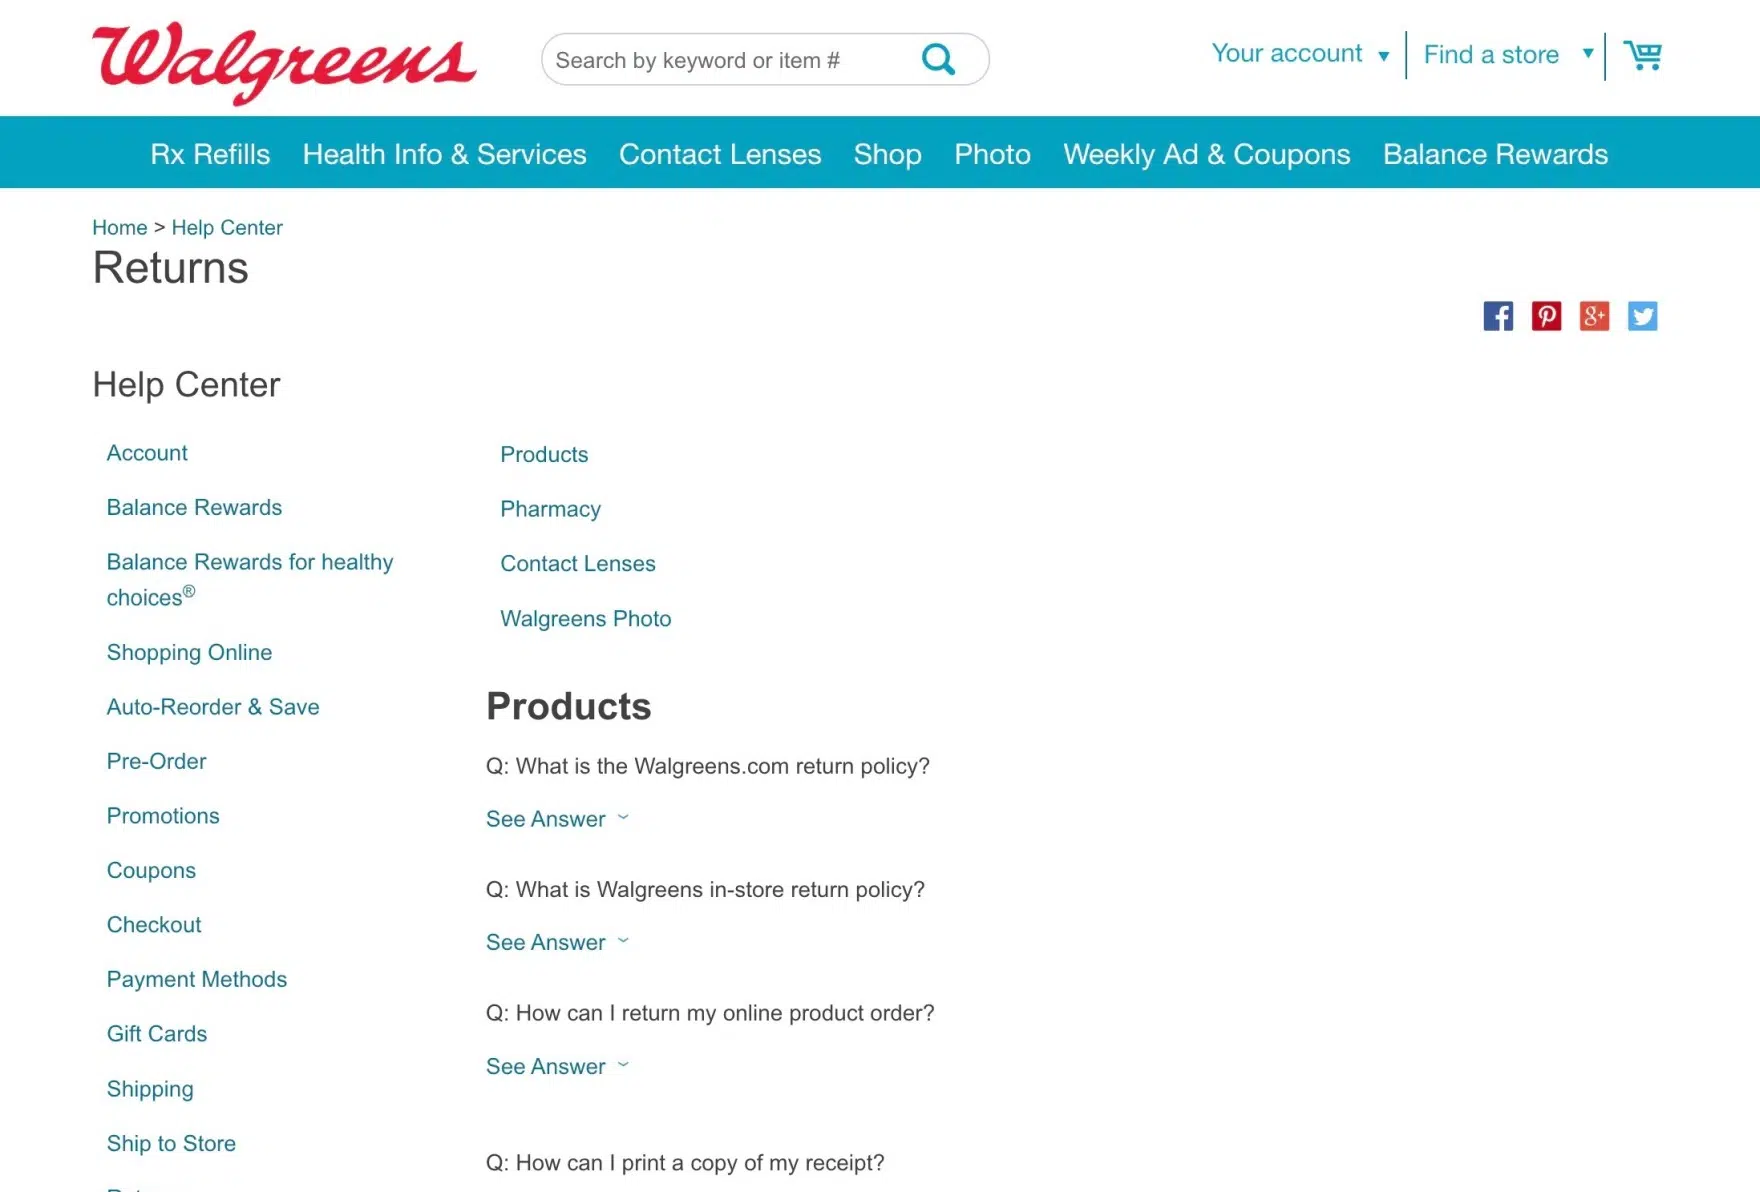 Walgreens
Search by keyword or item #
Your account
Find a store
Rx Refills Health Info & Services Contact Lenses Shop Photo Weekly Ad & Coupons Balance Rewards
Home > Help Center
Returns
Help Center
Account
Balance Rewards
Balance Rewards for healthy
choices®
Shopping Online
Auto-Reorder & Save
Pre-Order
Promotions
Coupons
Checkout
Payment Methods
Gift Cards
Shipping
Ship to Store
Products
Pharmacy
Contact Lenses
Walgreens Photo
Products
Q: What is the Walgreens.com return policy?
See Answer
Q: What is Walgreens in-store return policy?
See Answer
Q: How can I return my online product order?
See Answer
Q: How can I print a copy of my receipt?